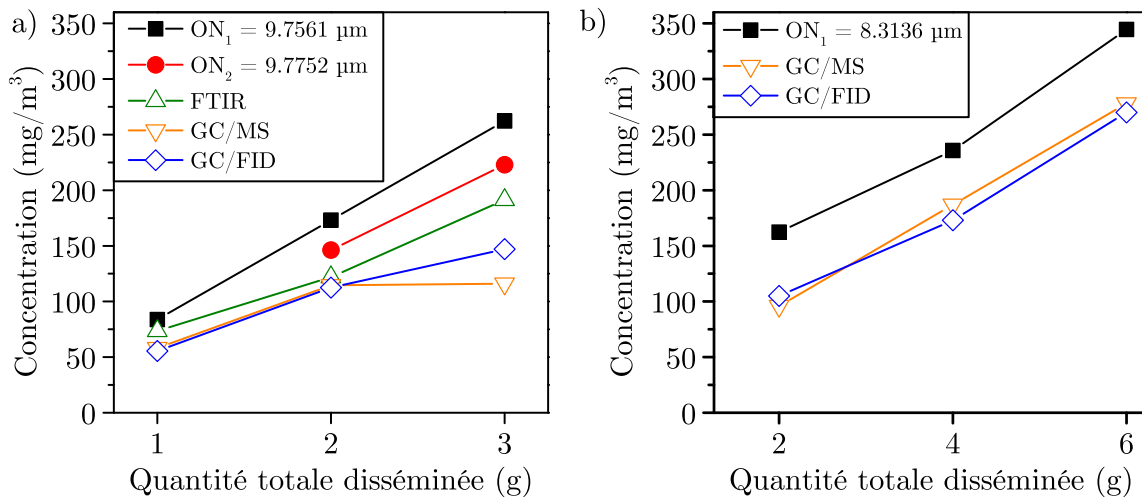 a)
Concentration (mg/m³)
350
300
250
200
150
100
50
0
ON₁ = 9.7561 µm
ON₂ = 9.7752 µm
FTIR
GC/MS
GC/FID
1 2 3
Quantité totale disséminée (g)
b)
Concentration (mg/m³)
350
300
250
200
150
100
50
0
ON₁ = 8.3136 µm
GC/MS
GC/FID
2 4 6
Quantité totale disséminée (g)